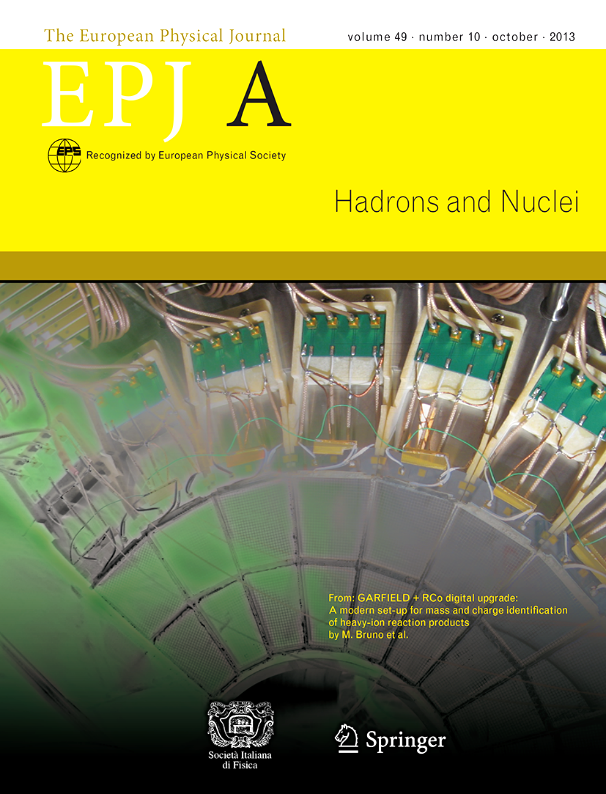 The European Physical Journal
volume 49 · number 10 · october · 2013
EPJ A
EPS
Recognized by European Physical Society
Hadrons and Nuclei
From: GARFIELD + RCo digital upgrade:
A modern set-up for mass and charge identification
of heavy-ion reaction products
by M. Bruno et al.
Società Italiana
di Fisica
Springer